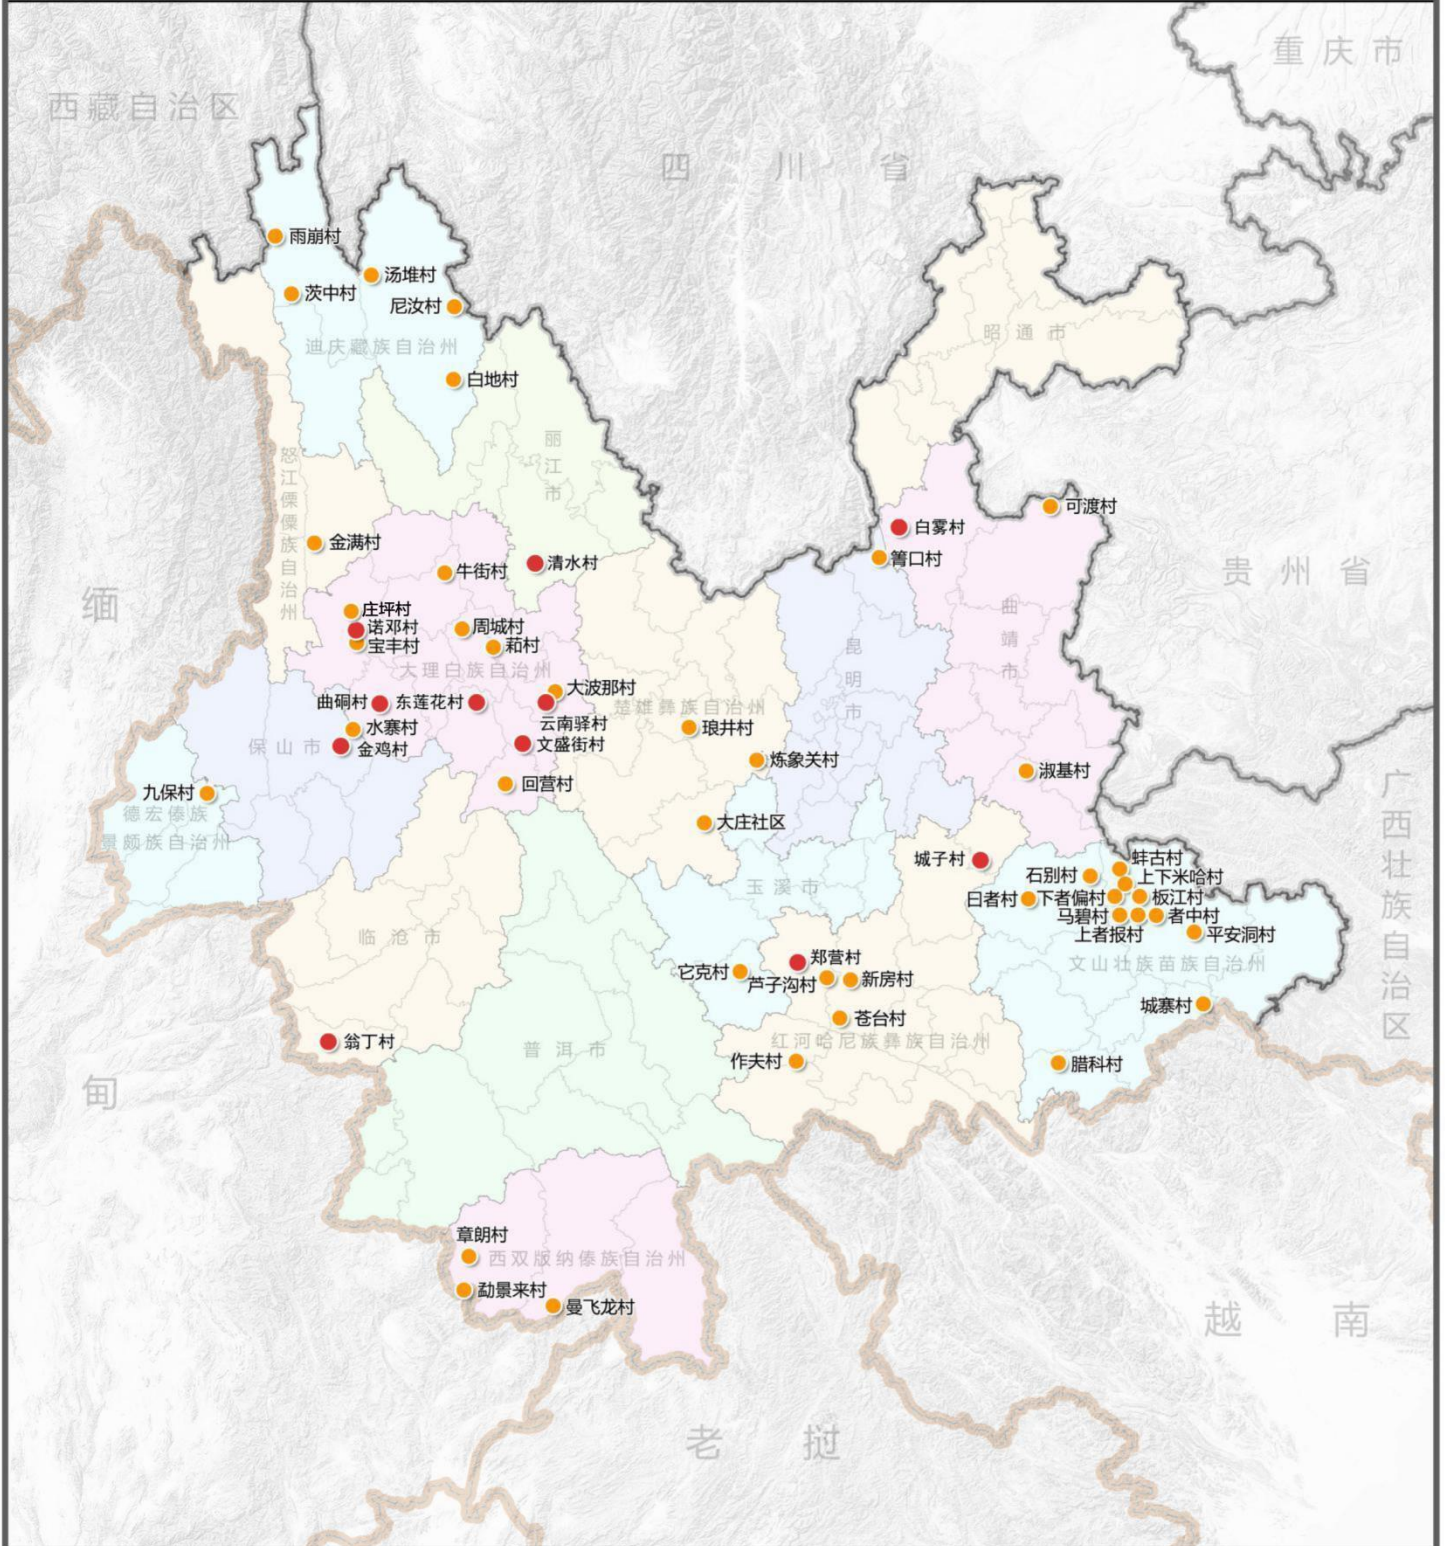 重庆市
西藏自治区
四川省
雨崩村
汤堆村
茨中村
尼汝村
昭通市
迪庆藏族自治州
白地村
丽江市
怒江傈僳族自治州
可渡村
白雾村
金满村
箐口村
清水村
牛街村
贵州省
缅甸
庄坪村
诺邓村
周城村
宝丰村
萂村
曲靖市
昆明市
大理白族自治州
大波那村
曲硐村
东莲花村
楚雄彝族自治州
云南驿村
水寨村
琅井村
保山市
金鸡村
文盛街村
炼象关村
淑基村
回营村
九保村
德宏傣族
景颇族自治州
大庄社区
广西壮族自治区
城子村
蚌古村
石别村
上下米哈村
玉溪市
曰者村
下者偏村
板江村
马碧村
者中村
上者报村
平安洞村
临沧市
郑营村
文山壮族苗族自治州
它克村
芦子沟村
新房村
城寨村
苍台村
翁丁村
红河哈尼族彝族自治州
普洱市
作夫村
腊科村
章朗村
西双版纳傣族自治州
勐景来村
曼飞龙村
越南
老挝